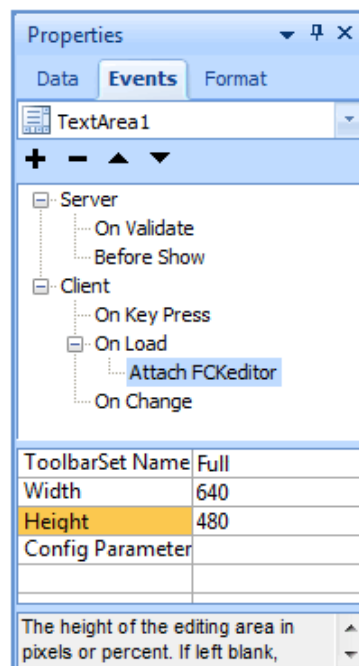 Properties
Data Events Format
TextArea1
Server
On Validate
Before Show
Client
On Key Press
On Load
Attach FCKeditor
On Change
ToolbarSet Name Full
Width 640
Height 480
Config Parameter
The height of the editing area in
pixels or percent. If left blank,